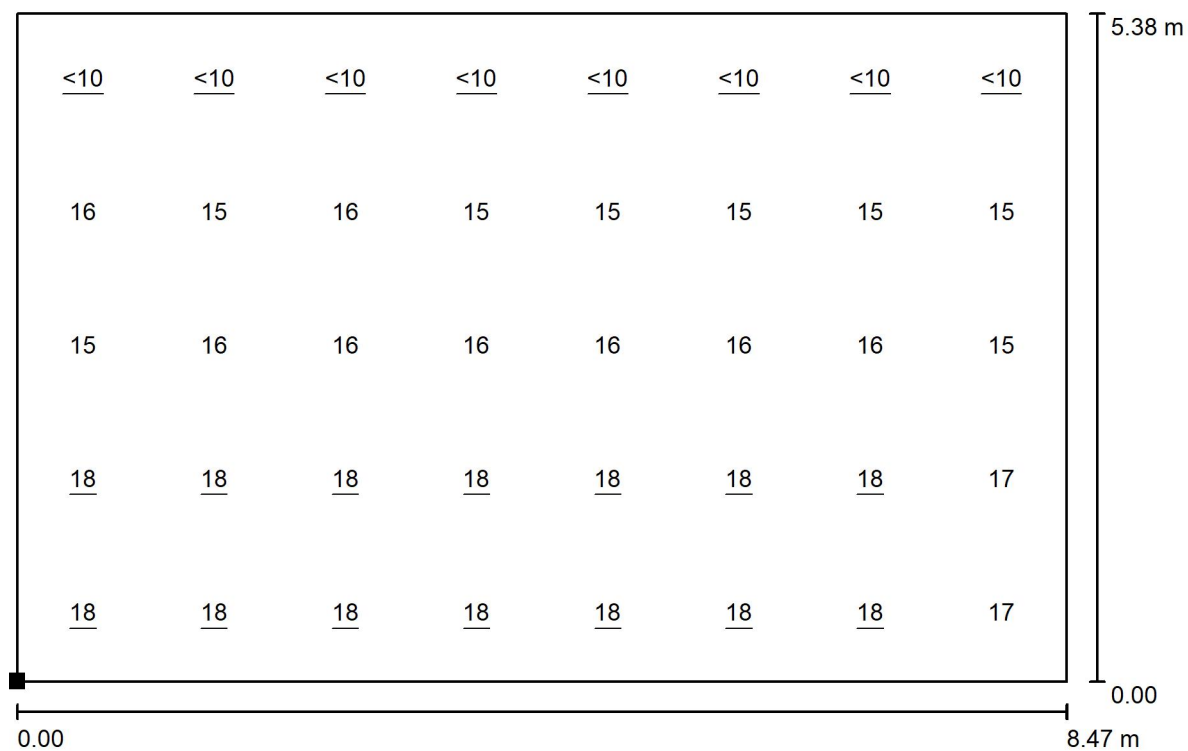 5.38 m
<10 <10 <10 <10 <10 <10 <10 <10
16 15 16 15 15 15 15 15
15 16 16 16 16 16 16 15
18 18 18 18 18 18 18 17
18 18 18 18 18 18 18 17
0.00
0.00 8.47 m